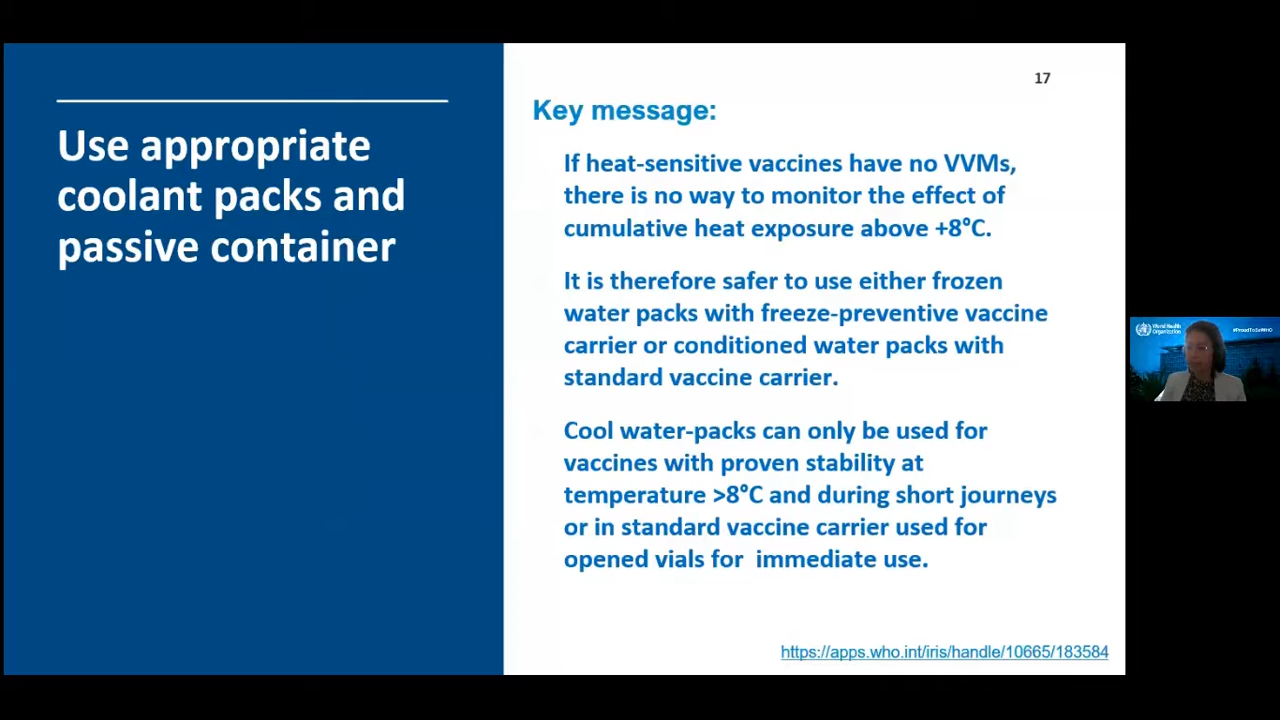 17
Use appropriate
coolant packs and
passive container
Key message:
If heat-sensitive vaccines have no VVMs,
there is no way to monitor the effect of
cumulative heat exposure above +8°C.
It is therefore safer to use either frozen
water packs with freeze-preventive vaccine
carrier or conditioned water packs with
standard vaccine carrier.
Cool water-packs can only be used for
vaccines with proven stability at
temperature >8°C and during short journeys
or in standard vaccine carrier used for
opened vials for immediate use.
https://apps.who.int/iris/handle/10665/183584
World Health
Organization
#ProudToBeWHO